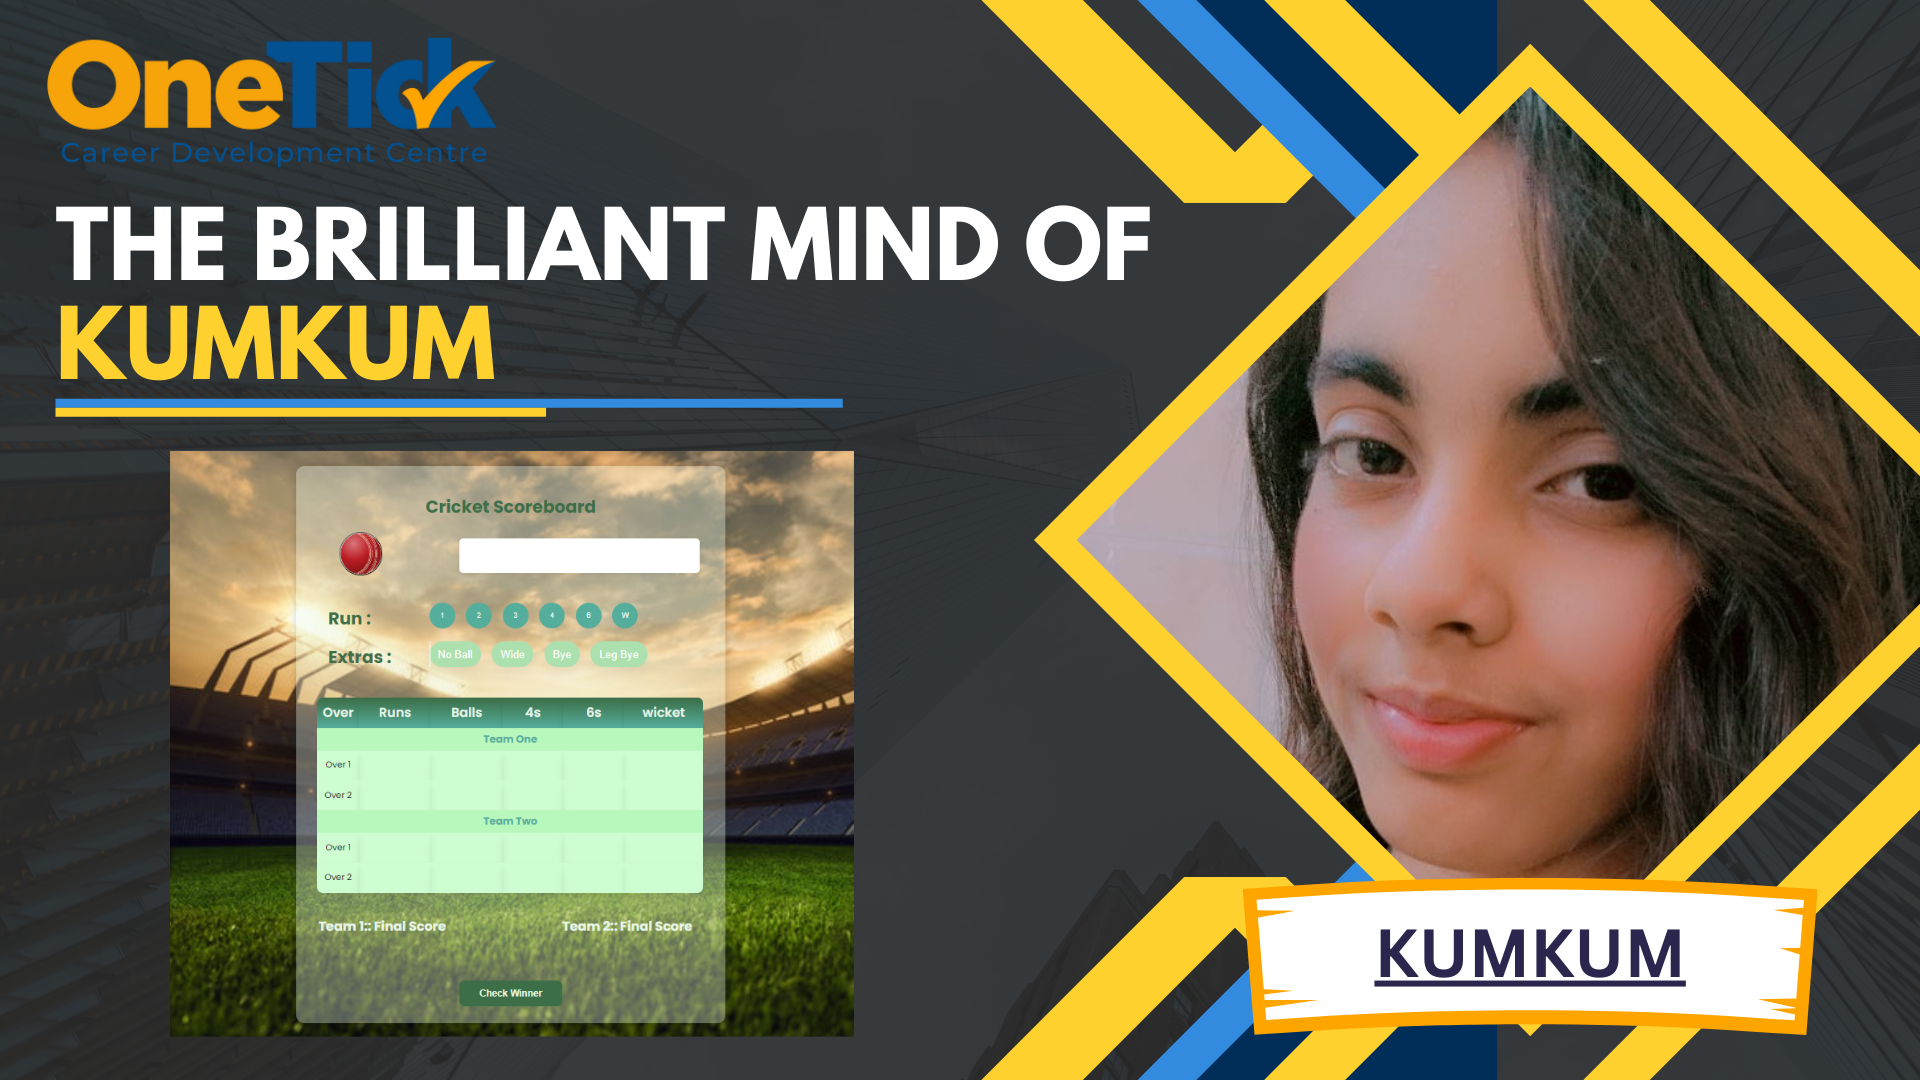 OneTick
Career Development Centre
THE BRILLIANT MIND OF
KUMKUM
Cricket Scoreboard
Run :
1 2 3 4 6 W
Extras :
No Ball Wide Bye Leg Bye
Over Runs Balls 4s 6s wicket
Team One
Over 1
Over 2
Team Two
Over 1
Over 2
Team 1:: Final Score
Team 2:: Final Score
Check Winner
KUMKUM